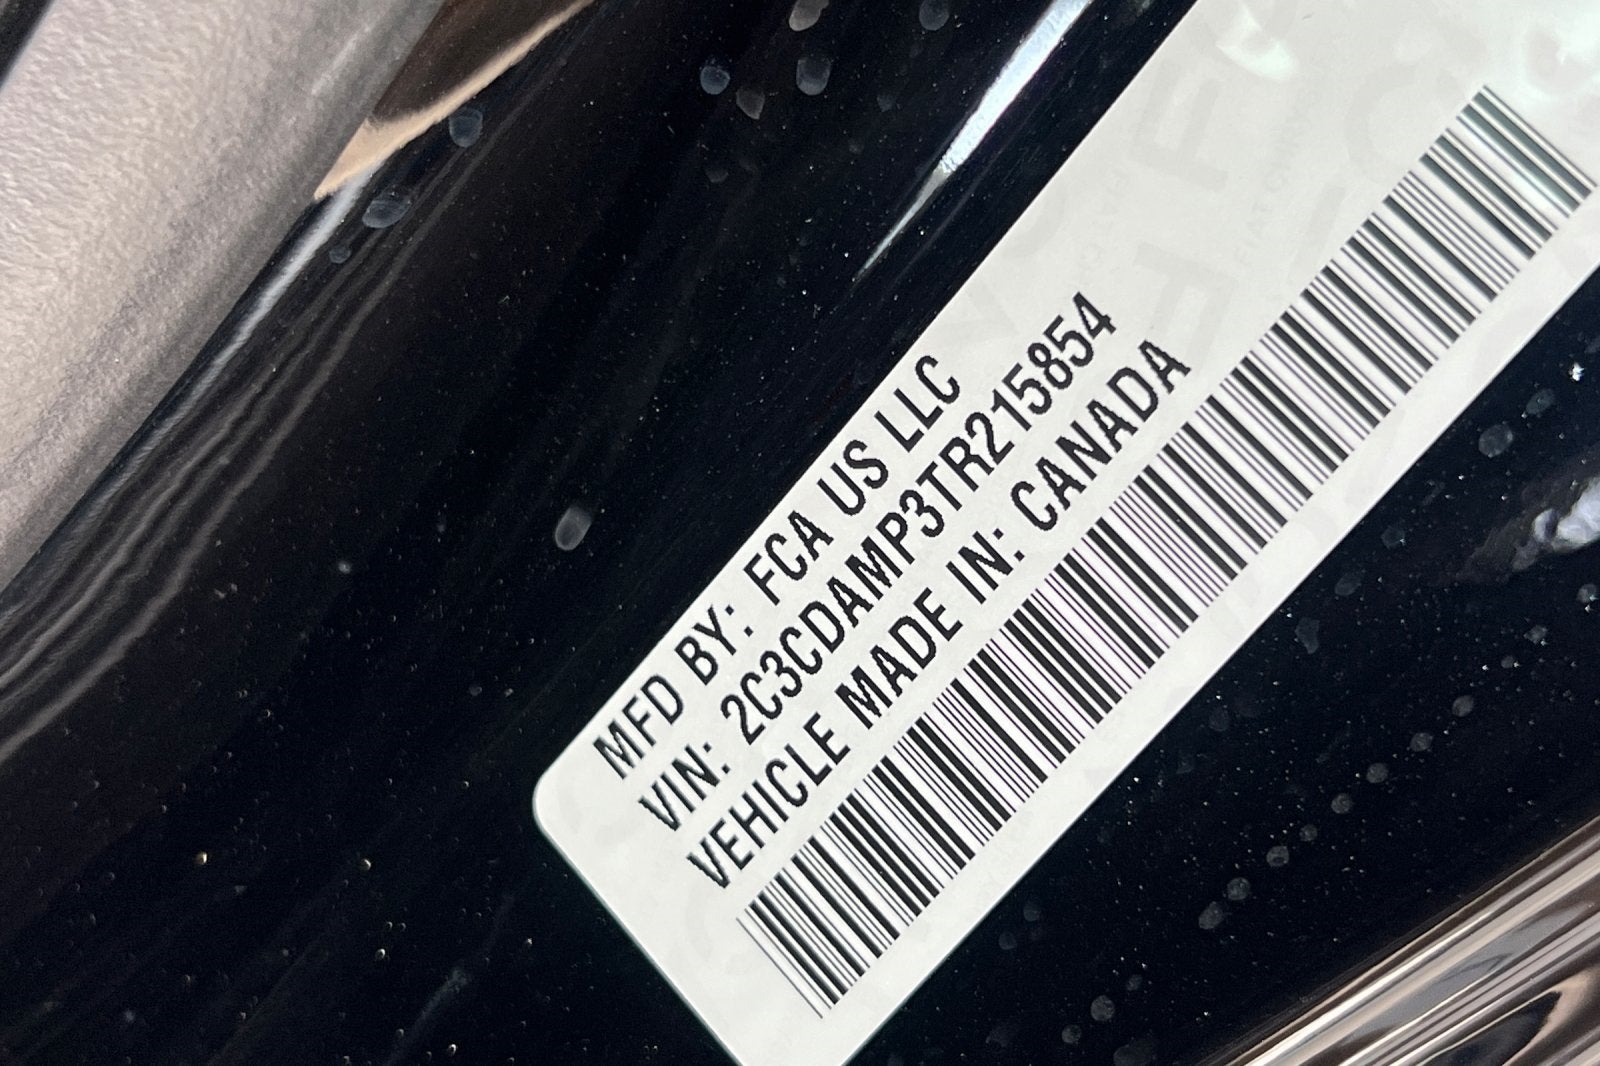 MFD BY: FCA US LLC
VIN: 2C3CDAMP3TR215854
VEHICLE MADE IN: CANADA